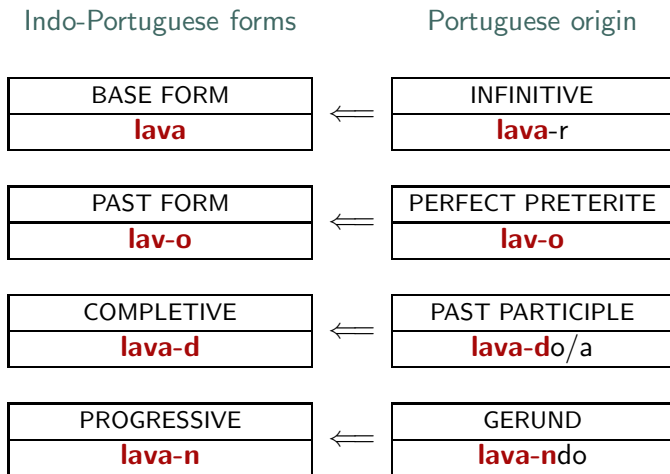 Indo-Portuguese forms Portuguese origin
BASE FORM ⇐ INFINITIVE
lava lava-r
PAST FORM ⇐ PERFECT PRETERITE
lav-o lav-o
COMPLETIVE ⇐ PAST PARTICIPLE
lava-d lava-do/a
PROGRESSIVE ⇐ GERUND
lava-n lava-ndo